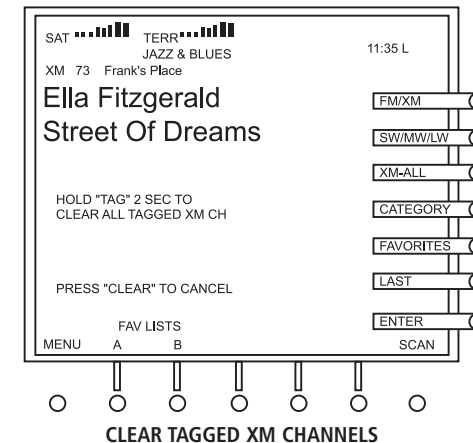 SAT TERR
JAZZ & BLUES
11:35 L
XM 73 Frank's Place
Ella Fitzgerald
Street Of Dreams
FM/XM
SW/MW/LW
XM-ALL
HOLD "TAG" 2 SEC TO
CLEAR ALL TAGGED XM CH
CATEGORY
FAVORITES
LAST
PRESS "CLEAR" TO CANCEL
ENTER
FAV LISTS
MENU A B SCAN
CLEAR TAGGED XM CHANNELS